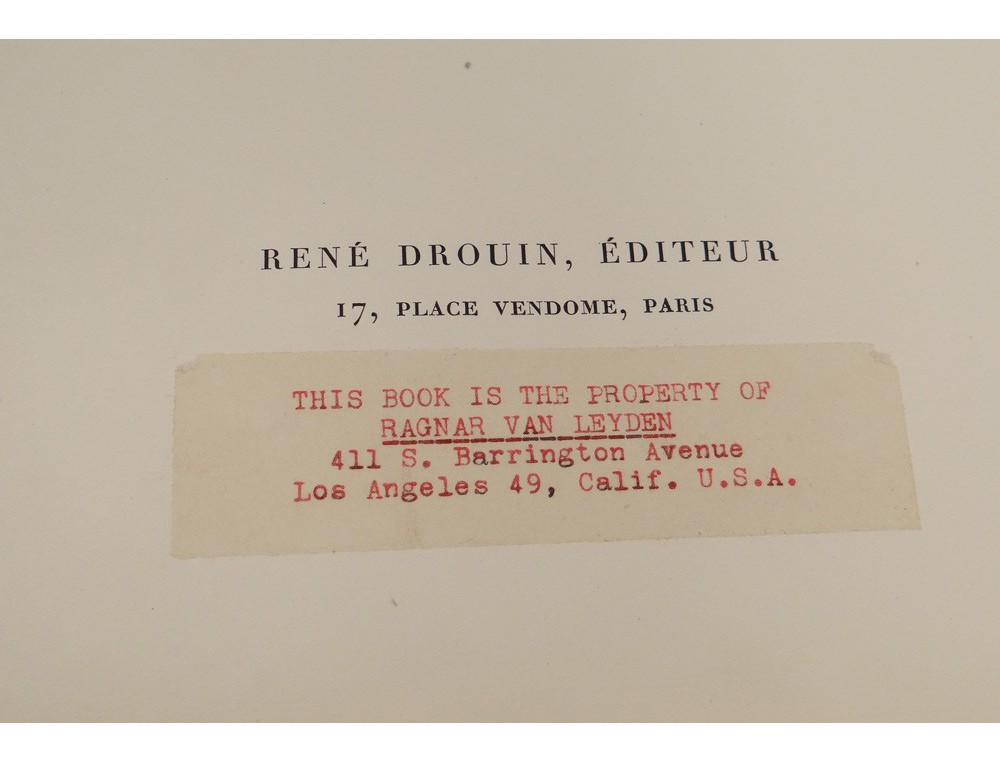 RENÉ DROUIN, ÉDITEUR
17, PLACE VENDOME, PARIS
THIS BOOK IS THE PROPERTY OF
RAGNAR VAN LEYDEN
411 S. Barrington Avenue
Los Angeles 49, Calif. U.S.A.